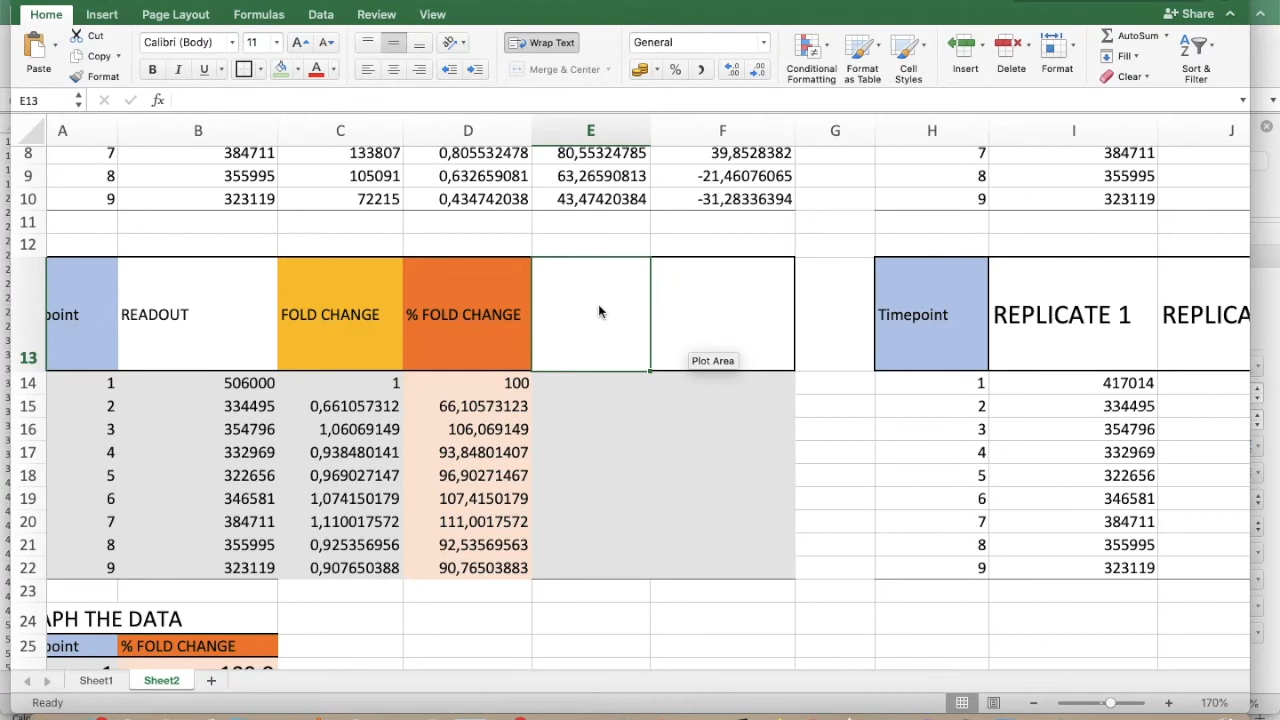 Home Insert Page Layout Formulas Data Review View Share
Cut Calibri (Body) 11 A A Wrap Text General AutoSum
Copy Fill
Paste Format B I U Merge & Center % Conditional Formatting Format as Table Cell Styles Insert Delete Format Clear Sort & Filter
E13 fx
A B C D E F G H I J
8 7 384711 133807 0,805532478 80,55324785 39,8528382 7 384711
9 8 355995 105091 0,632659081 63,26590813 -21,46076065 8 355995
10 9 323119 72215 0,434742038 43,47420384 -31,28336394 9 323119
11
12
13 point READOUT FOLD CHANGE % FOLD CHANGE Timepoint REPLICATE 1 REPLICA
Plot Area
14 1 506000 1 100 1 417014
15 2 334495 0,661057312 66,10573123 2 334495
16 3 354796 1,06069149 106,069149 3 354796
17 4 332969 0,938480141 93,84801407 4 332969
18 5 322656 0,969027147 96,90271467 5 322656
19 6 346581 1,074150179 107,4150179 6 346581
20 7 384711 1,110017572 111,0017572 7 384711
21 8 355995 0,925356956 92,53569563 8 355995
22 9 323119 0,907650388 90,76503883 9 323119
23
24 APH THE DATA
25 point % FOLD CHANGE
Sheet1 Sheet2 +
Ready 170%